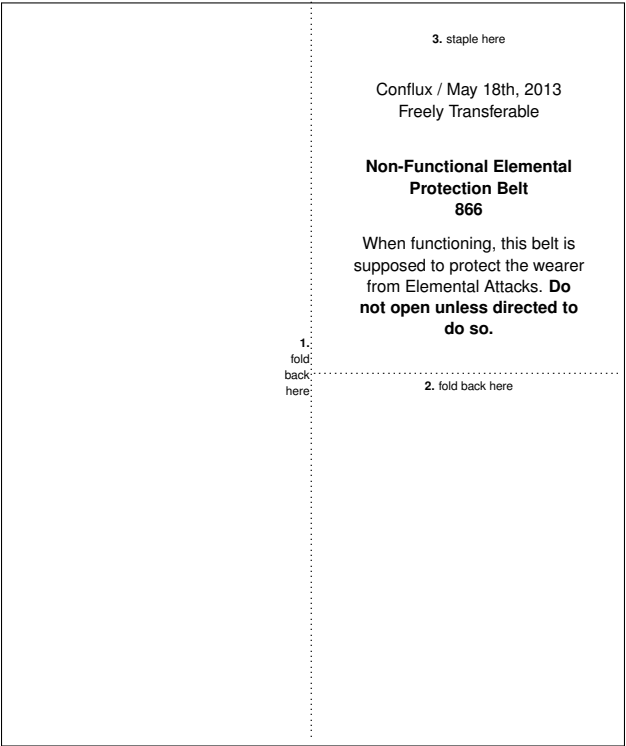 3. staple here
Conflux / May 18th, 2013
Freely Transferable
Non-Functional Elemental
Protection Belt
866
When functioning, this belt is
supposed to protect the wearer
from Elemental Attacks. Do
not open unless directed to
do so.
1.
fold
back
here
2. fold back here